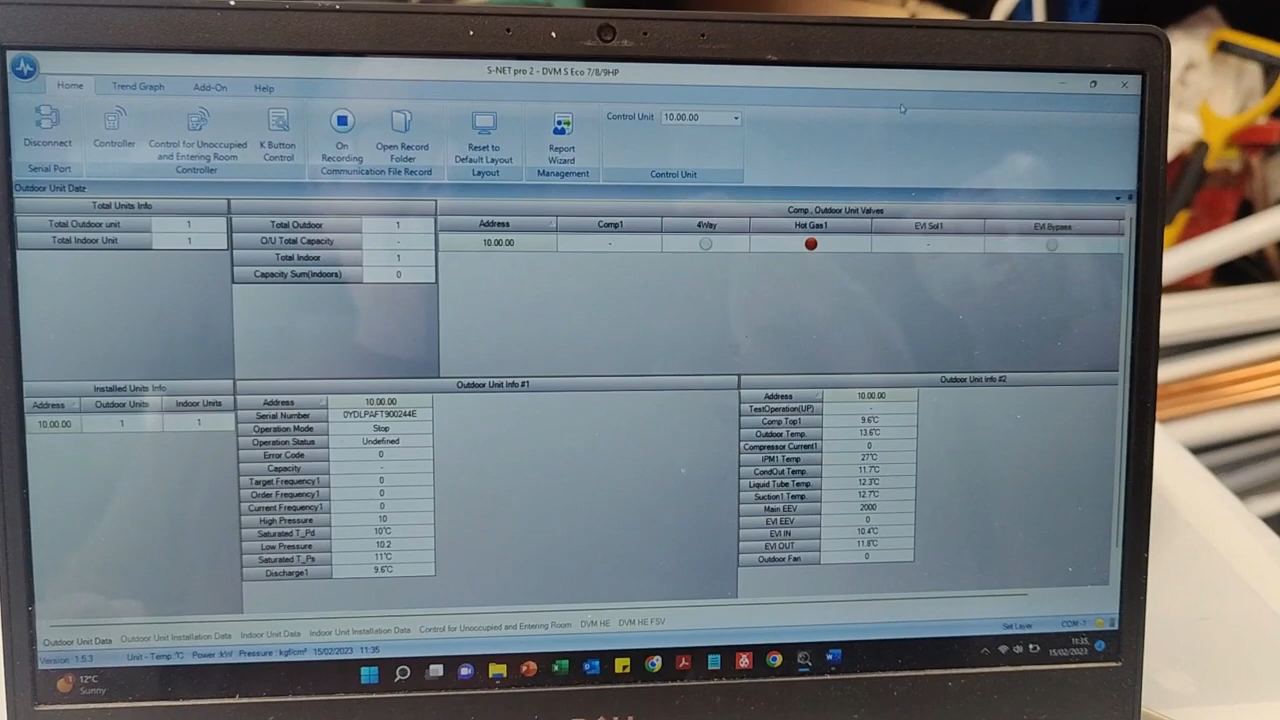 S-NET pro 2 - DVM S Eco 7/8/9HP
Home Trend Graph Add-On Help
Disconnect
Serial Port
Controller
Control for Unoccupied and Entering Room
K Button Control
Controller
On Recording
Open Record Folder
Communication File Record
Reset to Default Layout
Layout
Report Wizard
Management
Control Unit 10.00.00
Control Unit
Outdoor Unit Data
Total Units Info
Total Outdoor unit 1
Total Indoor Unit 1
Total Outdoor 1
O/U Total Capacity -
Total Indoor 1
Capacity Sum(Indoors) 0
Comp , Outdoor Unit Valves
Address Comp1 4Way Hot Gas1 EVI Sol1 EVI Bypass
10.00.00 - -
Installed Units Info
Address Outdoor Units Indoor Units
10.00.00 1 1
Outdoor Unit Info #1
Address 10.00.00
Serial Number 0YDLPAFT900244E
Operation Mode Stop
Operation Status Undefined
Error Code 0
Capacity -
Target Frequency1 0
Order Frequency1 0
Current Frequency1 0
High Pressure 10
Saturated T_Pd 10℃
Low Pressure 10.2
Saturated T_Ps 11℃
Discharge1 9.6℃
Outdoor Unit Info #2
Address 10.00.00
TestOperation(UP) -
Comp Top1 9.6℃
Outdoor Temp. 13.6℃
Compressor Current1 0
IPM1 Temp 27℃
CondOut Temp. 11.7℃
Liquid Tube Temp. 12.3℃
Suction1 Temp. 12.7℃
Main EEV 2000
EVI EEV 0
EVI IN 10.4℃
EVI OUT 11.8℃
Outdoor Fan 0
Outdoor Unit Data Outdoor Unit Installation Data Indoor Unit Data Indoor Unit Installation Data Control for Unoccupied and Entering Room DVM HE DVM HE FSV
Set Layer COM -
Version 1.5.3 Unit - Temp :℃ Power :kW Pressure : kgf/cm² 15/02/2023 11:35
12°C
Sunny
11:35
15/02/2023